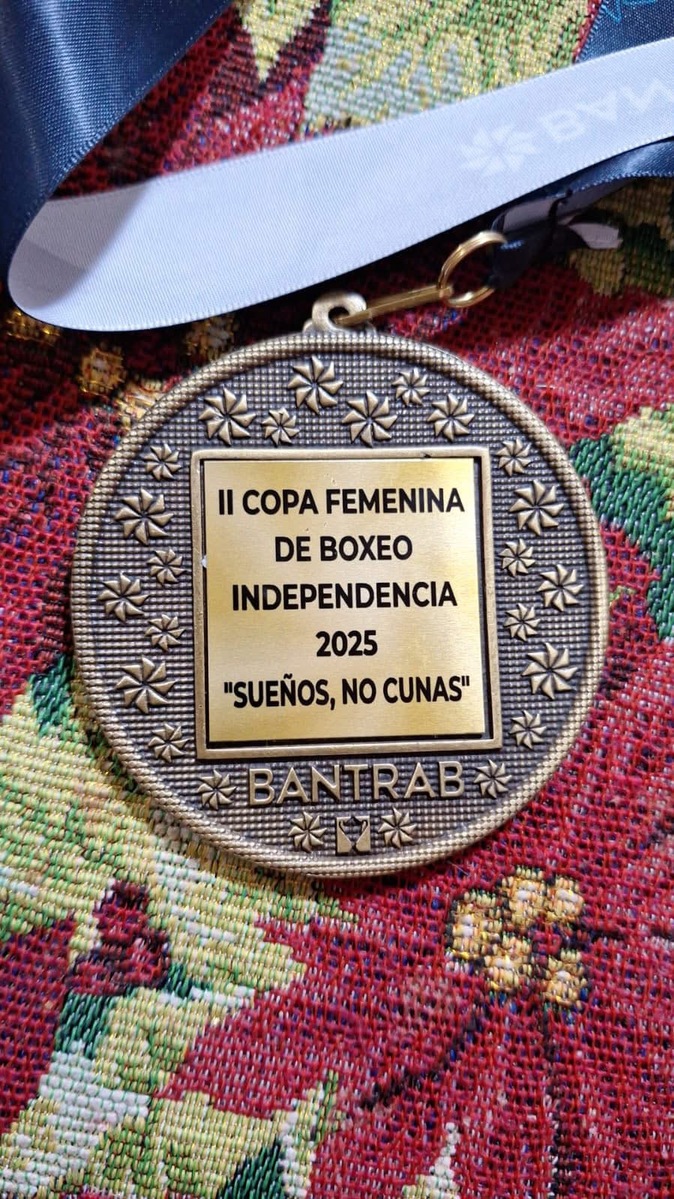 II COPA FEMENINA
DE BOXEO
INDEPENDENCIA
2025
"SUEÑOS, NO CUNAS"
BANTRAB